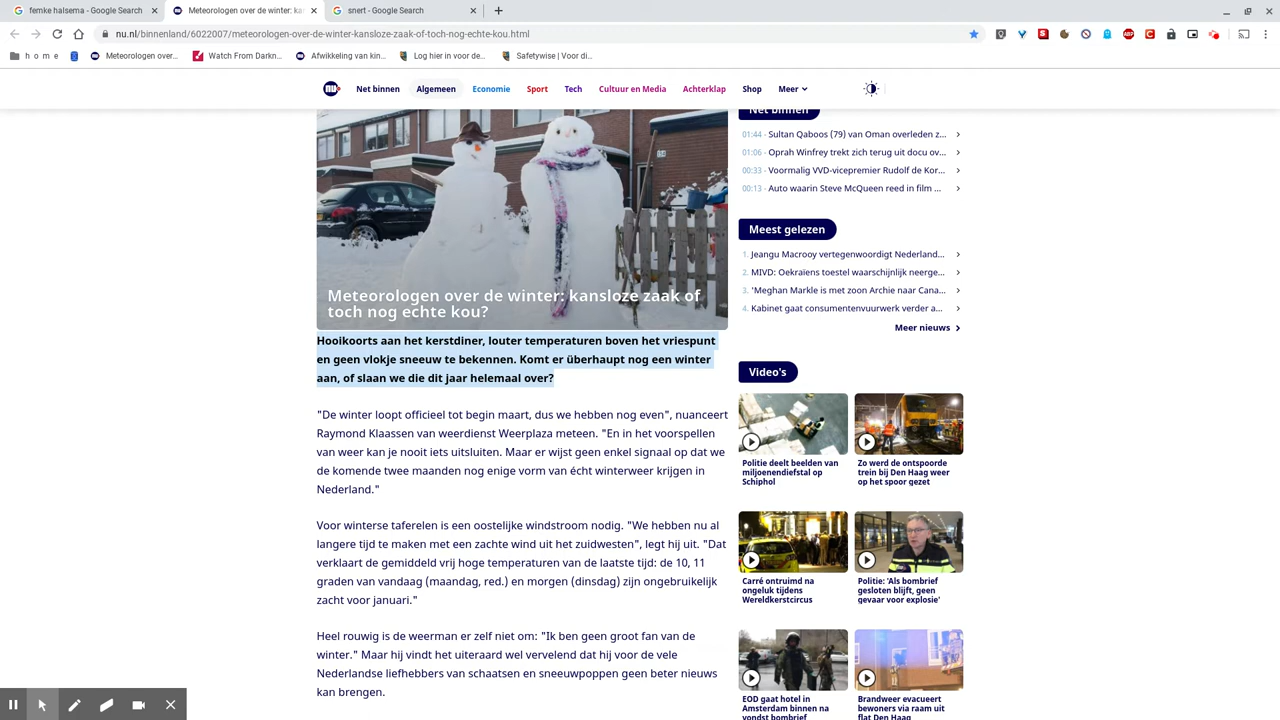 femke halsema - Google Search
Meteorologen over de winter: kan
snert - Google Search
nu.nl/binnenland/6022007/meteorologen-over-de-winter-kansloze-zaak-of-toch-nog-echte-kou.html
h o m e
Meteorologen over...
Watch From Darkn...
Afwikkeling van kin...
Log hier in voor de...
Safetywise | Voor di...
nu
Net binnen
Algemeen
Economie
Sport
Tech
Cultuur en Media
Achterklap
Shop
Meer
Meteorologen over de winter: kansloze zaak of
toch nog echte kou?
Hooikoorts aan het kerstdiner, louter temperaturen boven het vriespunt
en geen vlokje sneeuw te bekennen. Komt er überhaupt nog een winter
aan, of slaan we die dit jaar helemaal over?
"De winter loopt officieel tot begin maart, dus we hebben nog even", nuanceert
Raymond Klaassen van weerdienst Weerplaza meteen. "En in het voorspellen
van weer kan je nooit iets uitsluiten. Maar er wijst geen enkel signaal op dat we
de komende twee maanden nog enige vorm van écht winterweer krijgen in
Nederland."
Voor winterse taferelen is een oostelijke windstroom nodig. "We hebben nu al
langere tijd te maken met een zachte wind uit het zuidwesten", legt hij uit. "Dat
verklaart de gemiddeld vrij hoge temperaturen van de laatste tijd: de 10, 11
graden van vandaag (maandag, red.) en morgen (dinsdag) zijn ongebruikelijk
zacht voor januari."
Heel rouwig is de weerman er zelf niet om: "Ik ben geen groot fan van de
winter." Maar hij vindt het uiteraard wel vervelend dat hij voor de vele
Nederlandse liefhebbers van schaatsen en sneeuwpoppen geen beter nieuws
kan brengen.
Net binnen
01:44 - Sultan Qaboos (79) van Oman overleden z...
01:06 - Oprah Winfrey trekt zich terug uit docu ov...
00:33 - Voormalig VVD-vicepremier Rudolf de Kor...
00:13 - Auto waarin Steve McQueen reed in film ...
Meest gelezen
1. Jeangu Macrooy vertegenwoordigt Nederland...
2. MIVD: Oekraïens toestel waarschijnlijk neerge...
3. 'Meghan Markle is met zoon Archie naar Cana...
4. Kabinet gaat consumentenvuurwerk verder a...
Meer nieuws
Video's
Politie deelt beelden van
miljoenendiefstal op
Schiphol
Zo werd de ontspoorde
trein bij Den Haag weer
op het spoor gezet
Carré ontruimd na
ongeluk tijdens
Wereldkerstcircus
Politie: 'Als bombrief
gesloten blijft, geen
gevaar voor explosie'
EOD gaat hotel in
Amsterdam binnen na
vondst bombrief
Brandweer evacueert
bewoners via raam uit
flat Den Haag